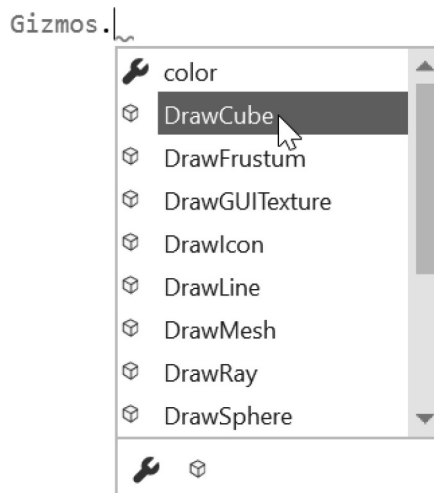 Gizmos.
color
DrawCube
DrawFrustum
DrawGUITexture
DrawIcon
DrawLine
DrawMesh
DrawRay
DrawSphere